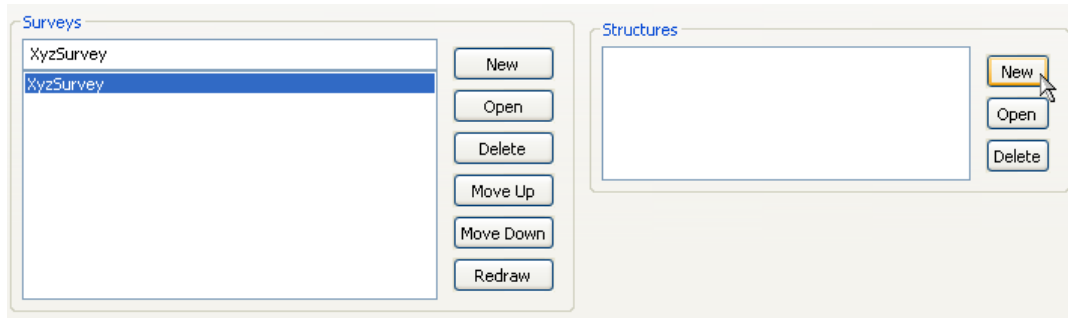 Surveys
XyzSurvey
XyzSurvey
New
Open
Delete
Move Up
Move Down
Redraw
Structures
New
Open
Delete